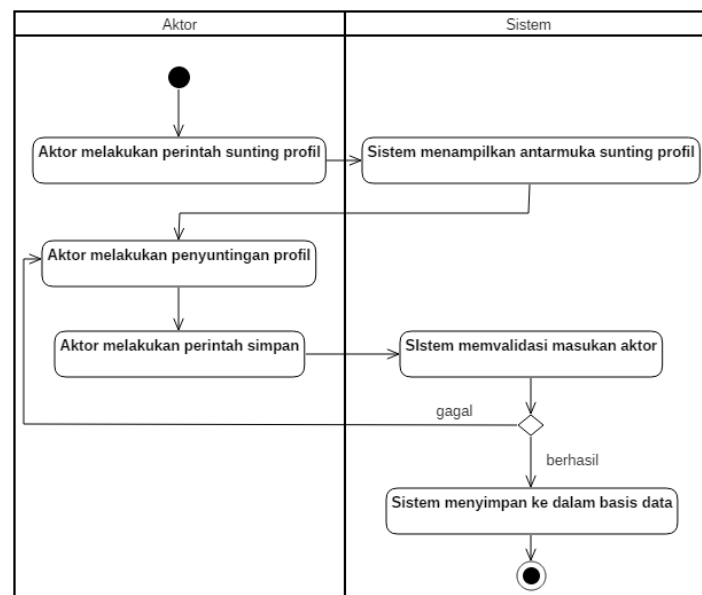 Aktor
Sistem
Aktor melakukan perintah sunting profil
Sistem menampilkan antarmuka sunting profil
Aktor melakukan penyuntingan profil
Aktor melakukan perintah simpan
SIstem memvalidasi masukan aktor
gagal
berhasil
Sistem menyimpan ke dalam basis data